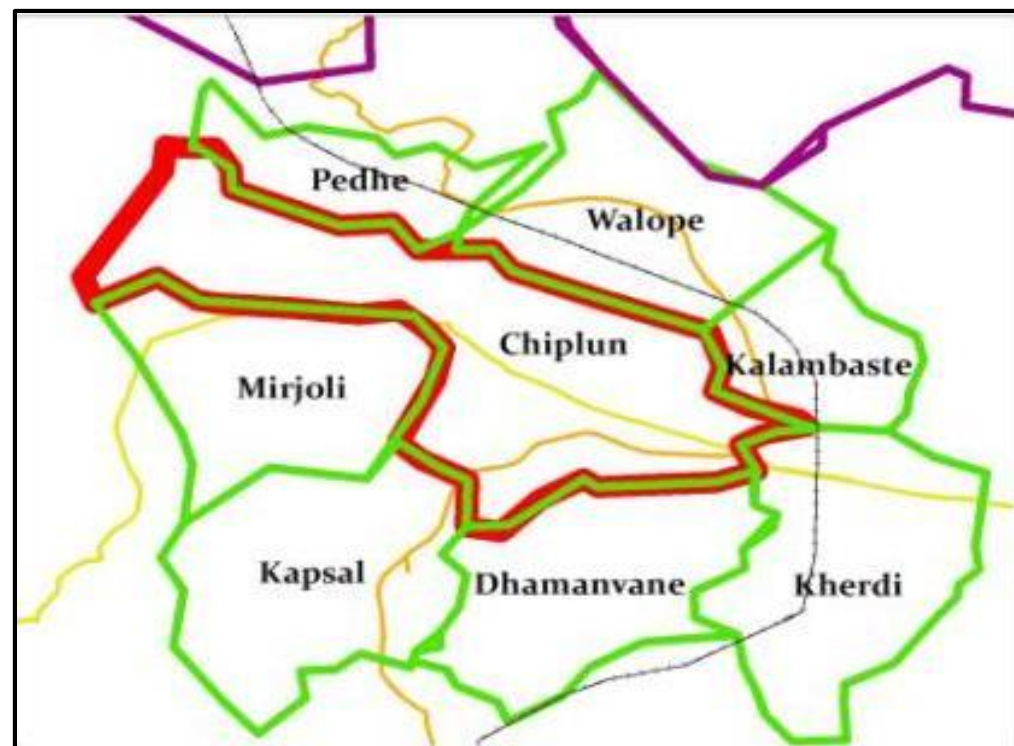 Pedhe
Walope
Chiplun
Kalambaste
Mirjoli
Kapsal
Dhamanvane
Kherdi